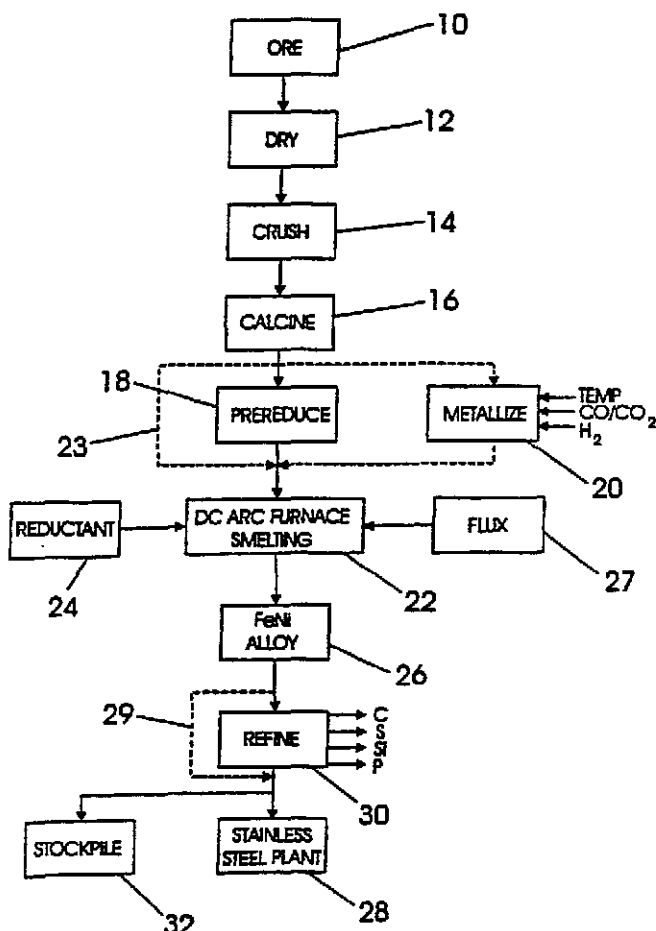 ORE
10
DRY
12
CRUSH
14
CALCINE
16
18
PREREDUCE
23
METALLIZE
TEMP
CO/CO₂
H₂
20
REDUCTANT
24
DC ARC FURNACE
SMELTING
22
FLUX
27
FeNi
ALLOY
26
29
REFINE
C
S
Si
P
30
STOCKPILE
32
STAINLESS
STEEL PLANT
28